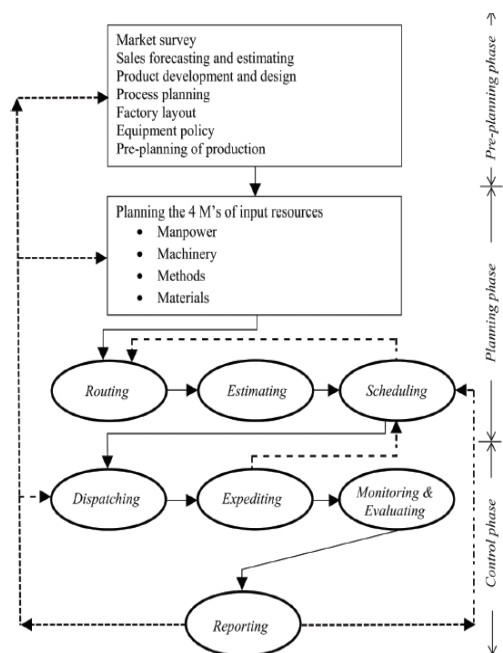 Market survey
Sales forecasting and estimating
Product development and design
Process planning
Factory layout
Equipment policy
Pre-planning of production
Pre-planning phase
Planning the 4 M's of input resources
• Manpower
• Machinery
• Methods
• Materials
Planning phase
Routing
Estimating
Scheduling
Dispatching
Expediting
Monitoring &
Evaluating
Control phase
Reporting